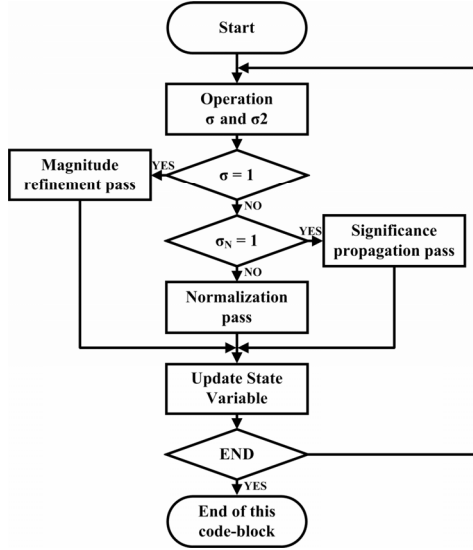 Start
Operation
σ and σ2
Magnitude
refinement pass
YES
σ = 1
NO
σN = 1
YES
Significance
propagation pass
NO
Normalization
pass
Update State
Variable
END
YES
End of this
code-block